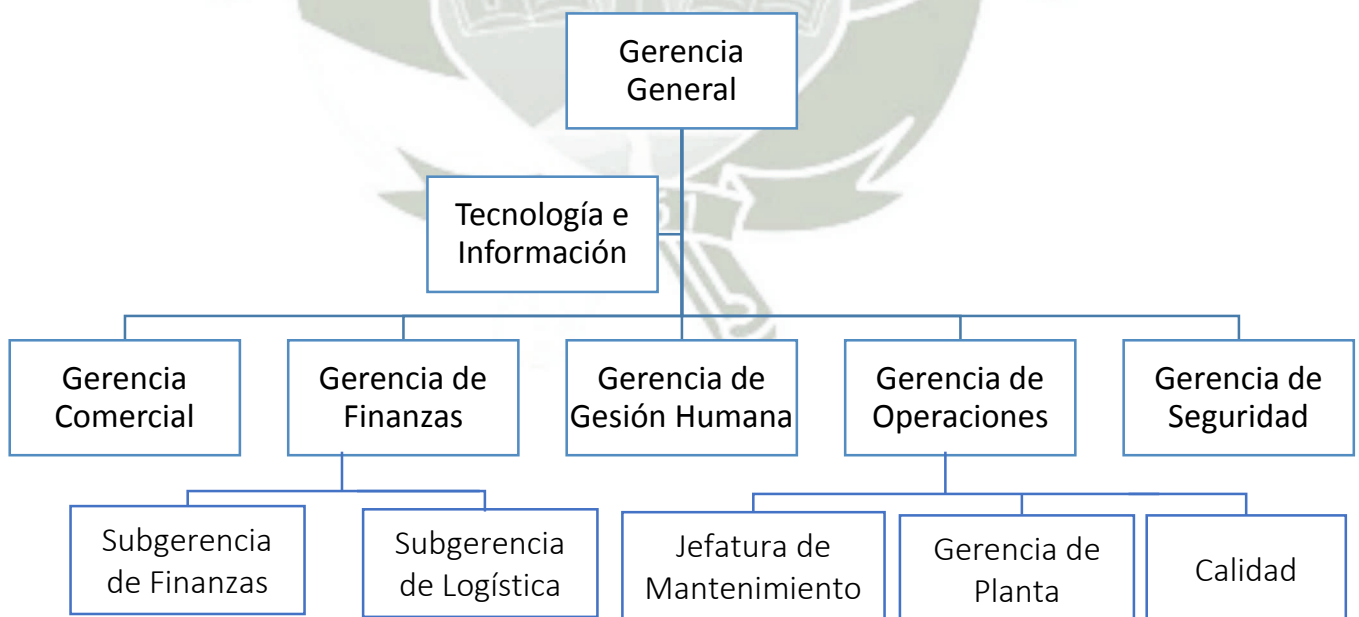 Gerencia
General
Tecnología e
Información
Gerencia
Comercial
Gerencia de
Finanzas
Gerencia de
Gesión Humana
Gerencia de
Operaciones
Gerencia de
Seguridad
Subgerencia
de Finanzas
Subgerencia
de Logística
Jefatura de
Mantenimiento
Gerencia de
Planta
Calidad